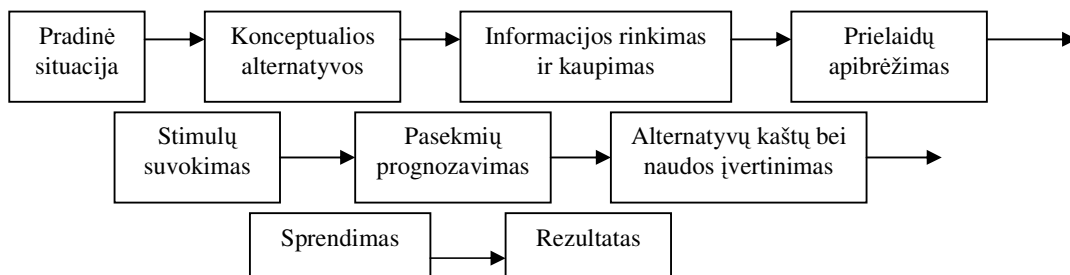 Pradinė
situacija
Konceptualios
alternatyvos
Informacijos rinkimas
ir kaupimas
Prielaidų
apibrėžimas
Stimulų
suvokimas
Pasekmių
prognozavimas
Alternatyvų kaštų bei
naudos įvertinimas
Sprendimas
Rezultatas